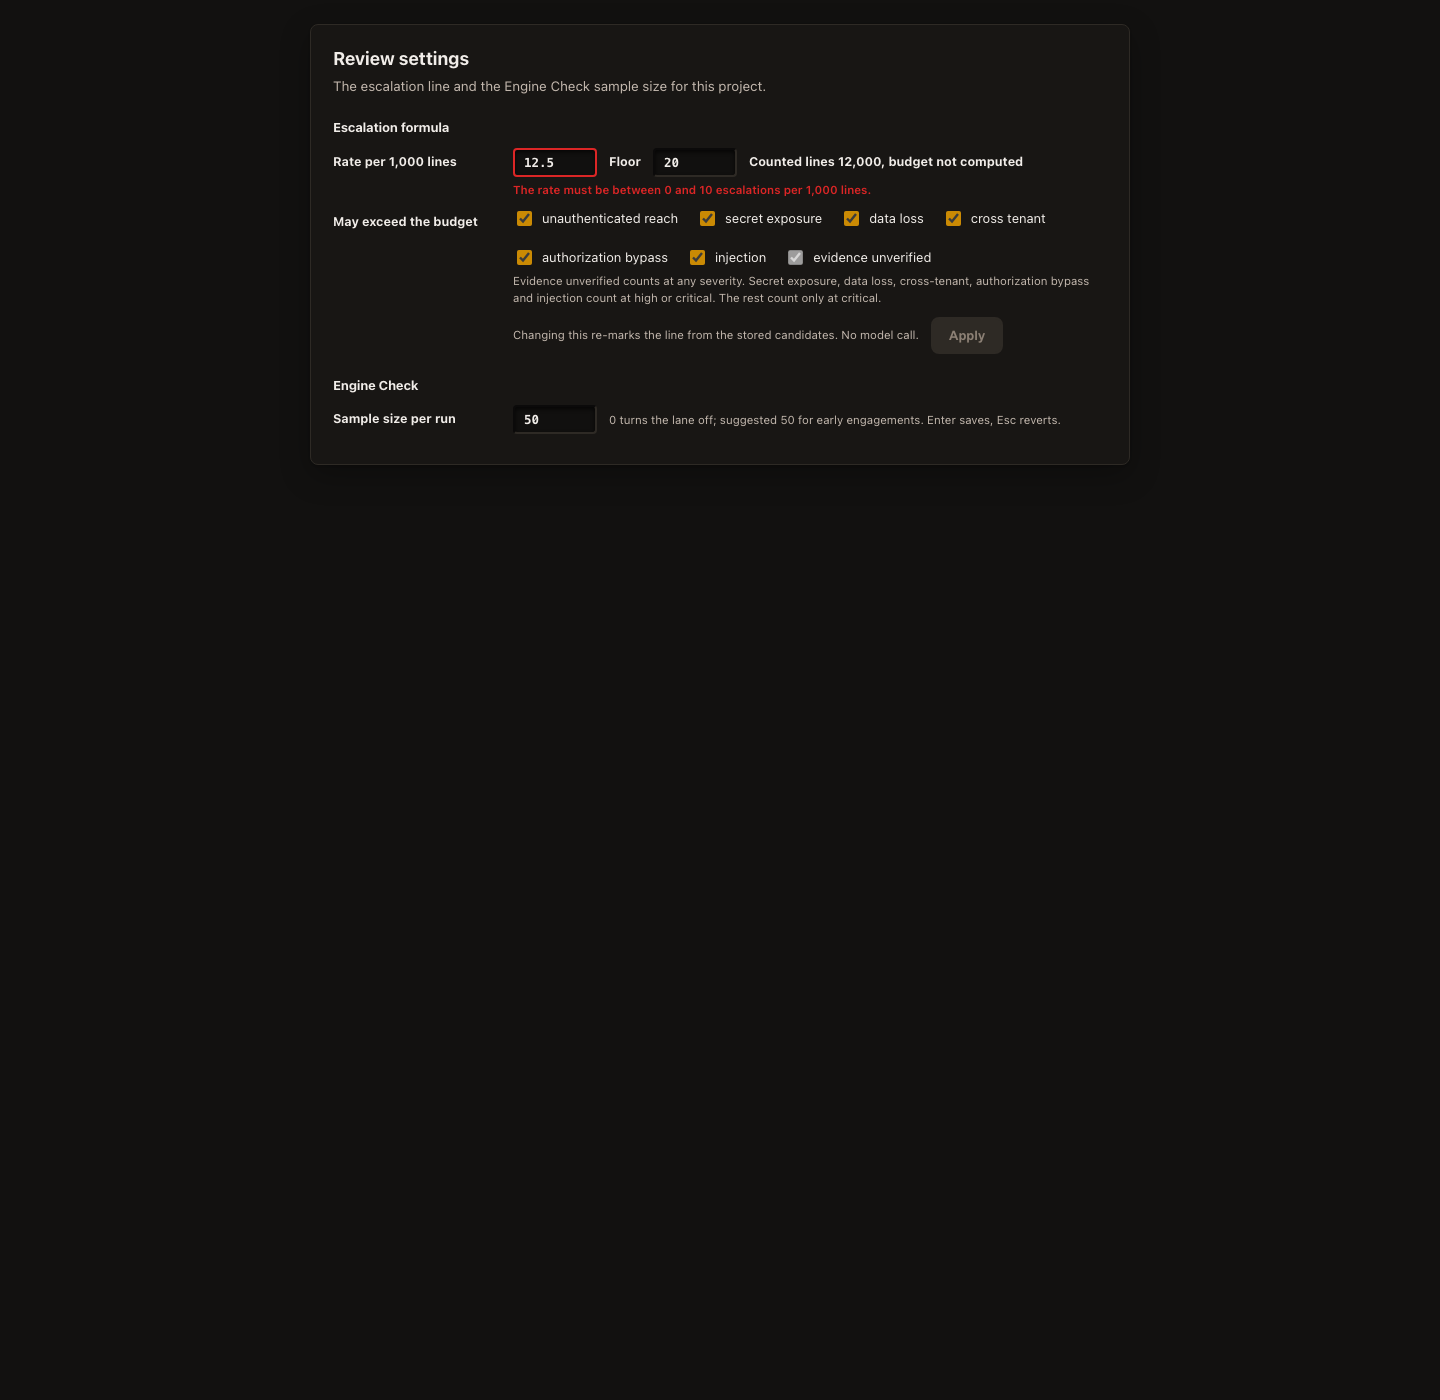 Review settings
The escalation line and the Engine Check sample size for this project.
Escalation formula
Rate per 1,000 lines 12.5 Floor 20 Counted lines 12,000, budget not computed
The rate must be between 0 and 10 escalations per 1,000 lines.
May exceed the budget unauthenticated reach secret exposure data loss cross tenant
authorization bypass injection evidence unverified
Evidence unverified counts at any severity. Secret exposure, data loss, cross-tenant, authorization bypass
and injection count at high or critical. The rest count only at critical.
Changing this re-marks the line from the stored candidates. No model call. Apply
Engine Check
Sample size per run 50 0 turns the lane off; suggested 50 for early engagements. Enter saves, Esc reverts.